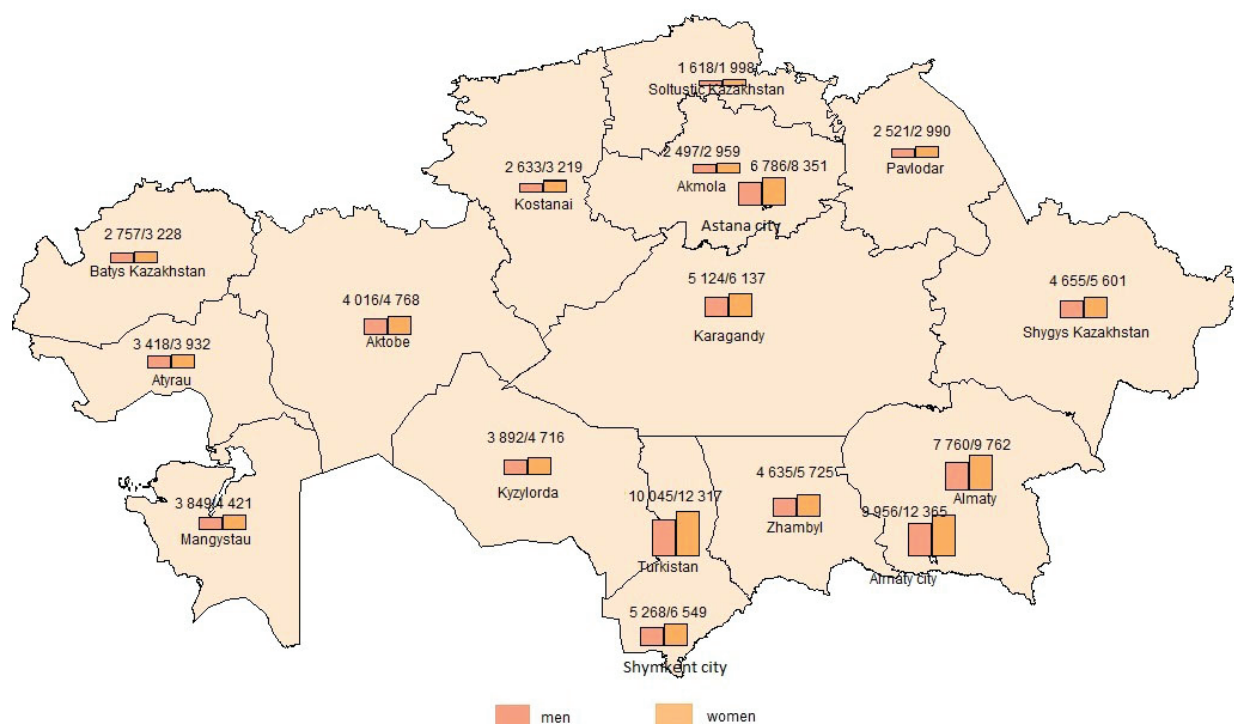 1 618/1 998
Soltustic Kazakhstan
2 521/2 990
Pavlodar
2 497/2 959
Akmola
6 786/8 351
Astana city
2 633/3 219
Kostanai
2 757/3 228
Batys Kazakhstan
4 016/4 768
Aktobe
5 124/6 137
Karagandy
4 655/5 601
Shygys Kazakhstan
3 418/3 932
Atyrau
3 892/4 716
Kyzylorda
4 635/5 725
Zhambyl
7 760/9 762
Almaty
3 849/4 421
Mangystau
10 045/12 317
Turkistan
9 956/12 365
Almaty city
5 268/6 549
Shymkent city
men
women